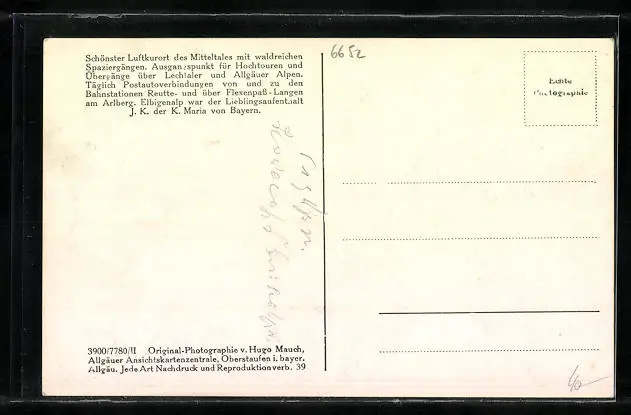 Schönster Luftkurort des Mitteltales mit waldreichen
Spaziergängen. Ausgangspunkt für Hochtouren und
Übergänge über Lechtaler und Allgäuer Alpen.
Täglich Postautoverbindungen von und zu den
Bahnstationen Reutte- und über Flexenpaß-Langen
am Arlberg. Elbigenalp war der Lieblingsaufenthalt
J. K. der K. Maria von Bayern.
6652
Echte
Photographie
3900/7780/II Original-Photographie v. Hugo Mauch,
Allgäuer Ansichtskartenzentrale, Oberstaufen i. bayer.
Allgäu. Jede Art Nachdruck und Reproduktion verb. 39